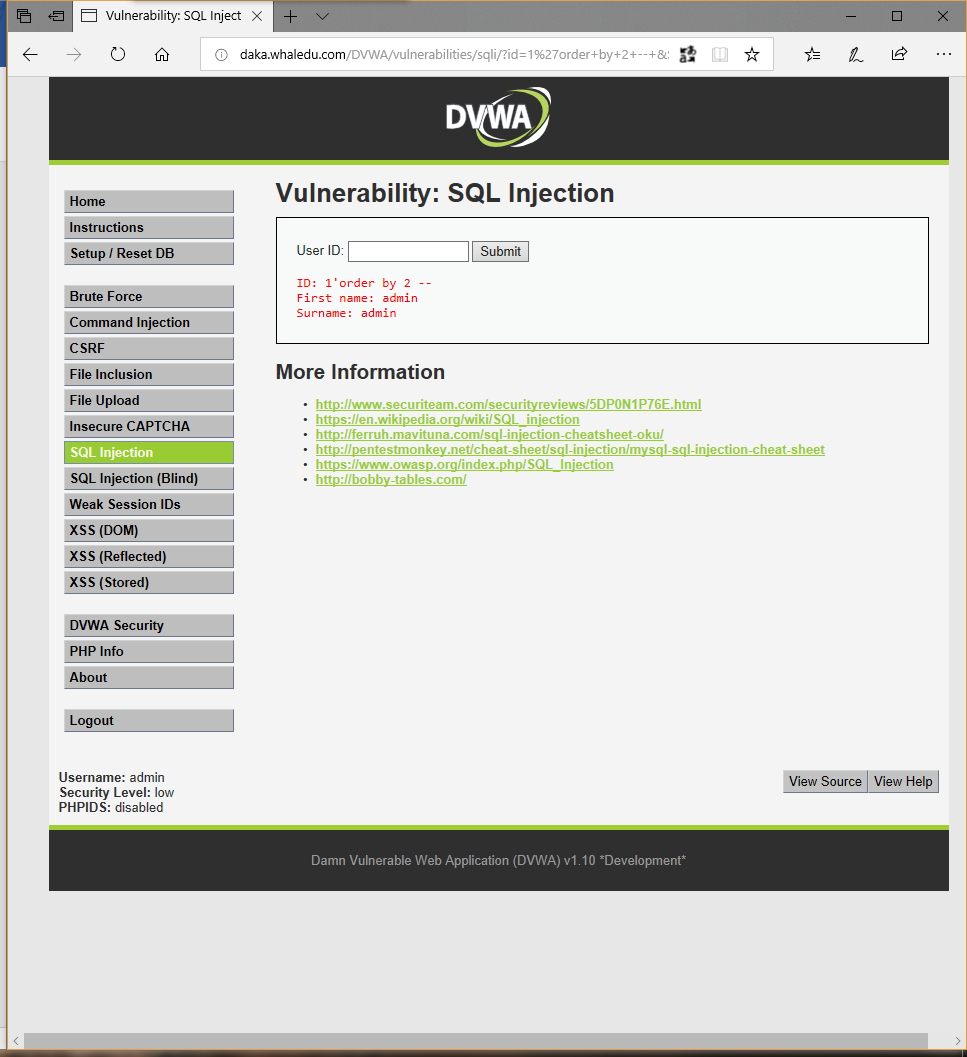 Vulnerability: SQL Inject
daka.whaledu.com/DVWA/vulnerabilities/sqli/?id=1%27order+by+2+--+&
DVWA
Home
Instructions
Setup / Reset DB
Brute Force
Command Injection
CSRF
File Inclusion
File Upload
Insecure CAPTCHA
SQL Injection
SQL Injection (Blind)
Weak Session IDs
XSS (DOM)
XSS (Reflected)
XSS (Stored)
DVWA Security
PHP Info
About
Logout
Vulnerability: SQL Injection
User ID: Submit
ID: 1'order by 2 --
First name: admin
Surname: admin
More Information
• http://www.securiteam.com/securityreviews/5DP0N1P76E.html
• https://en.wikipedia.org/wiki/SQL_injection
• http://ferruh.mavituna.com/sql-injection-cheatsheet-oku/
• http://pentestmonkey.net/cheat-sheet/sql-injection/mysql-sql-injection-cheat-sheet
• https://www.owasp.org/index.php/SQL_Injection
• http://bobby-tables.com/
Username: admin
Security Level: low
PHPIDS: disabled
View Source View Help
Damn Vulnerable Web Application (DVWA) v1.10 *Development*